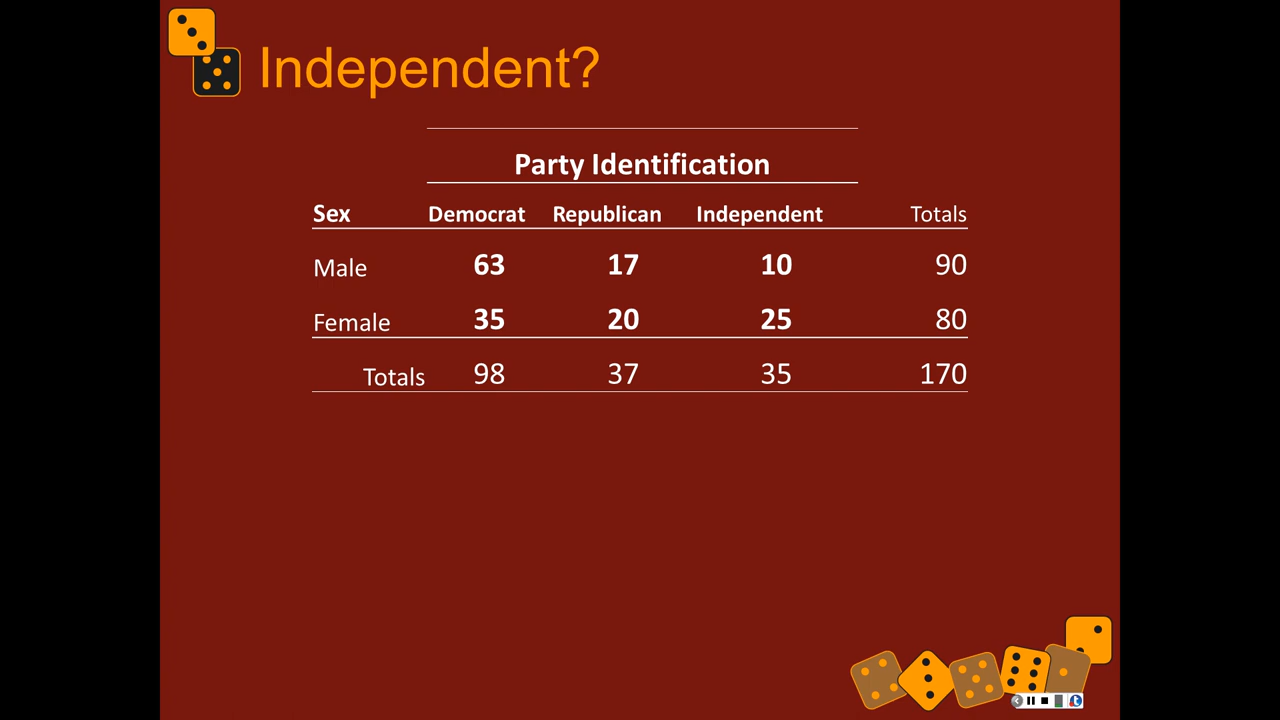 Independent?
Party Identification
Sex Democrat Republican Independent Totals
Male 63 17 10 90
Female 35 20 25 80
Totals 98 37 35 170